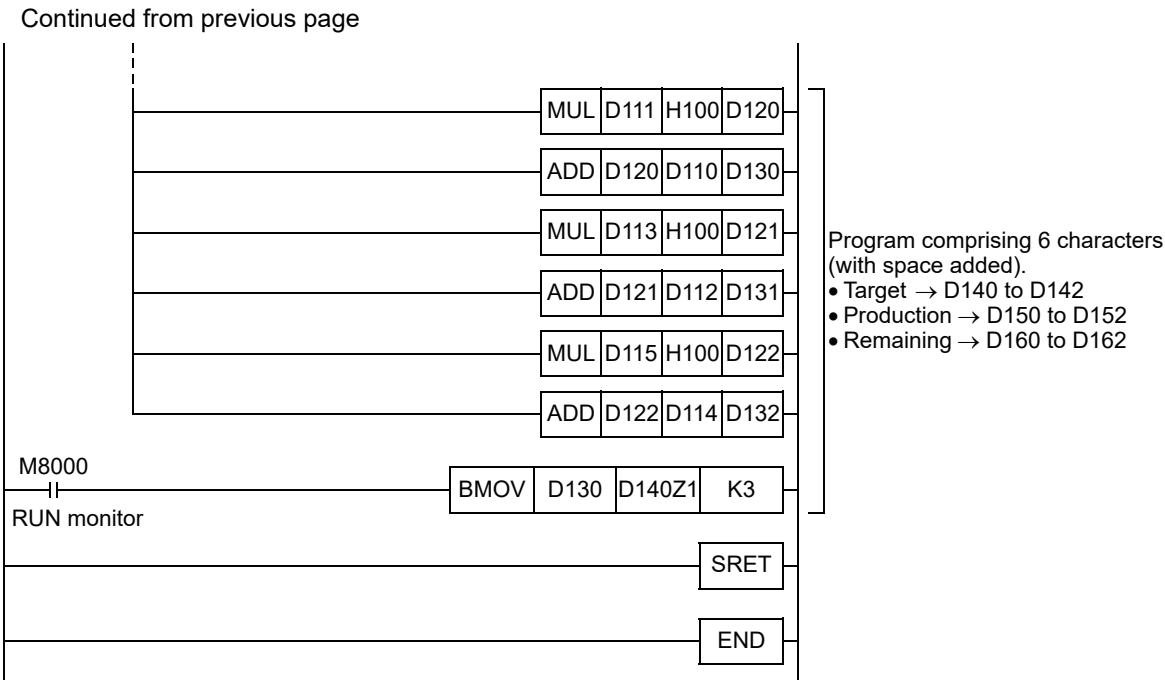 Continued from previous page
MUL D111 H100 D120
ADD D120 D110 D130
MUL D113 H100 D121
ADD D121 D112 D131
MUL D115 H100 D122
ADD D122 D114 D132
Program comprising 6 characters
(with space added).
• Target → D140 to D142
• Production → D150 to D152
• Remaining → D160 to D162
M8000
BMOV D130 D140Z1 K3
RUN monitor
SRET
END